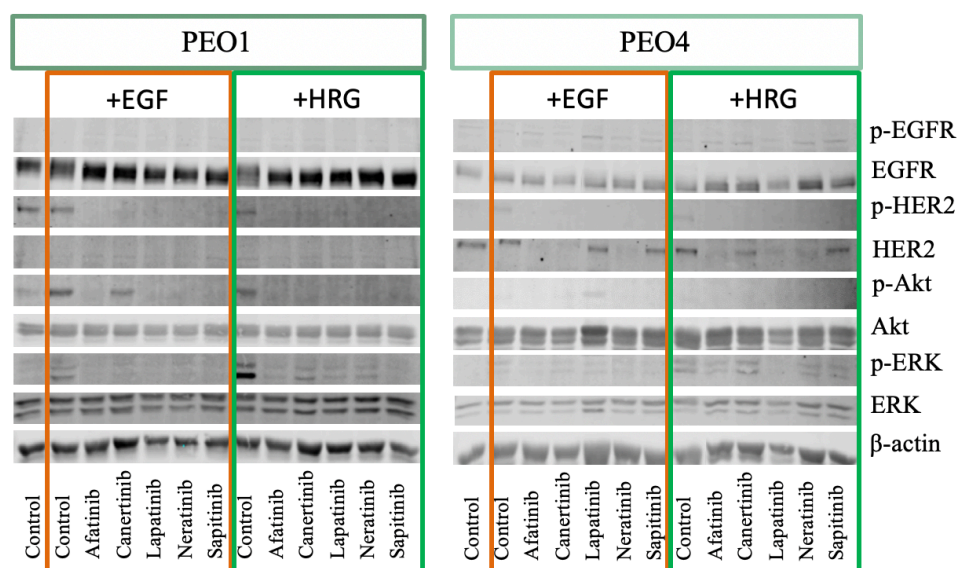 PEO1
PEO4
+EGF
+HRG
+EGF
+HRG
p-EGFR
EGFR
p-HER2
HER2
p-Akt
Akt
p-ERK
ERK
β-actin
Control
Control
Afatinib
Canertinib
Lapatinib
Neratinib
Sapitinib
Control
Afatinib
Canertinib
Lapatinib
Neratinib
Sapitinib
Control
Control
Afatinib
Canertinib
Lapatinib
Neratinib
Sapitinib
Control
Afatinib
Canertinib
Lapatinib
Neratinib
Sapitinib